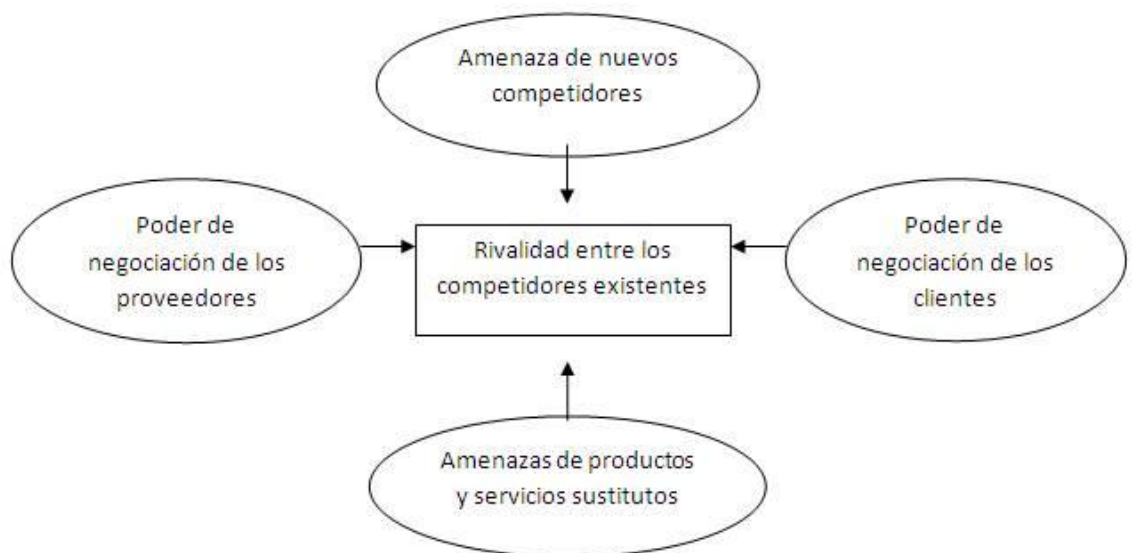 Amenaza de nuevos
competidores
Poder de
negociación de los
proveedores
Rivalidad entre los
competidores existentes
Poder de
negociación de los
clientes
Amenazas de productos
y servicios sustitutos